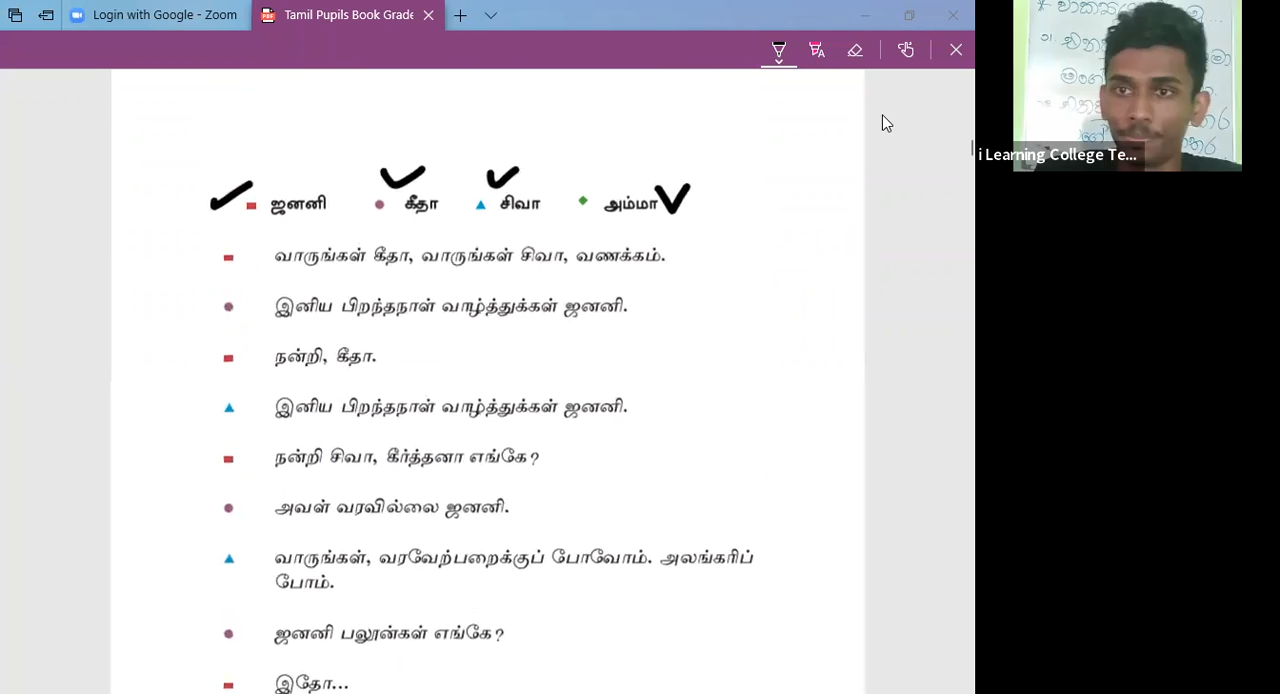 Login with Google - Zoom
Tamil Pupils Book Grade
i Learning College Te...
ஜனனி கீதா சிவா அம்மா
வாருங்கள் கீதா, வாருங்கள் சிவா, வணக்கம்.
இனிய பிறந்தநாள் வாழ்த்துக்கள் ஜனனி.
நன்றி, கீதா.
இனிய பிறந்தநாள் வாழ்த்துக்கள் ஜனனி.
நன்றி சிவா, கீர்த்தனா எங்கே?
அவள் வரவில்லை ஜனனி.
வாருங்கள், வரவேற்பறைக்குப் போவோம். அலங்கரிப்
போம்.
ஜனனி பலூன்கள் எங்கே?
இதோ...